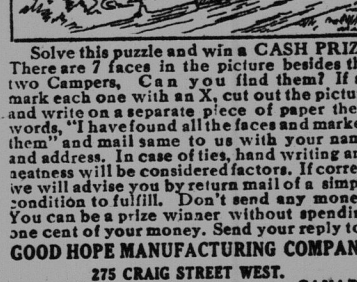 Solve this puzzle and win a CASH PRIZ
There are 7 faces in the picture besides th
two Campers, Can you find them? If
mark each one with an X, cut out the pictu
and write on a separate piece of paper the
words, "I have found all the faces and marke
them" and mail same to us with your nam
and address. In case of ties, hand writing an
neatness will be considered factors. If corre
we will advise you by return mail of a simp
condition to fulfill. Don't send any mone
You can be a prize winner without spendin
one cent of your money. Send your reply to
GOOD HOPE MANUFACTURING COMPAN
275 CRAIG STREET WEST.